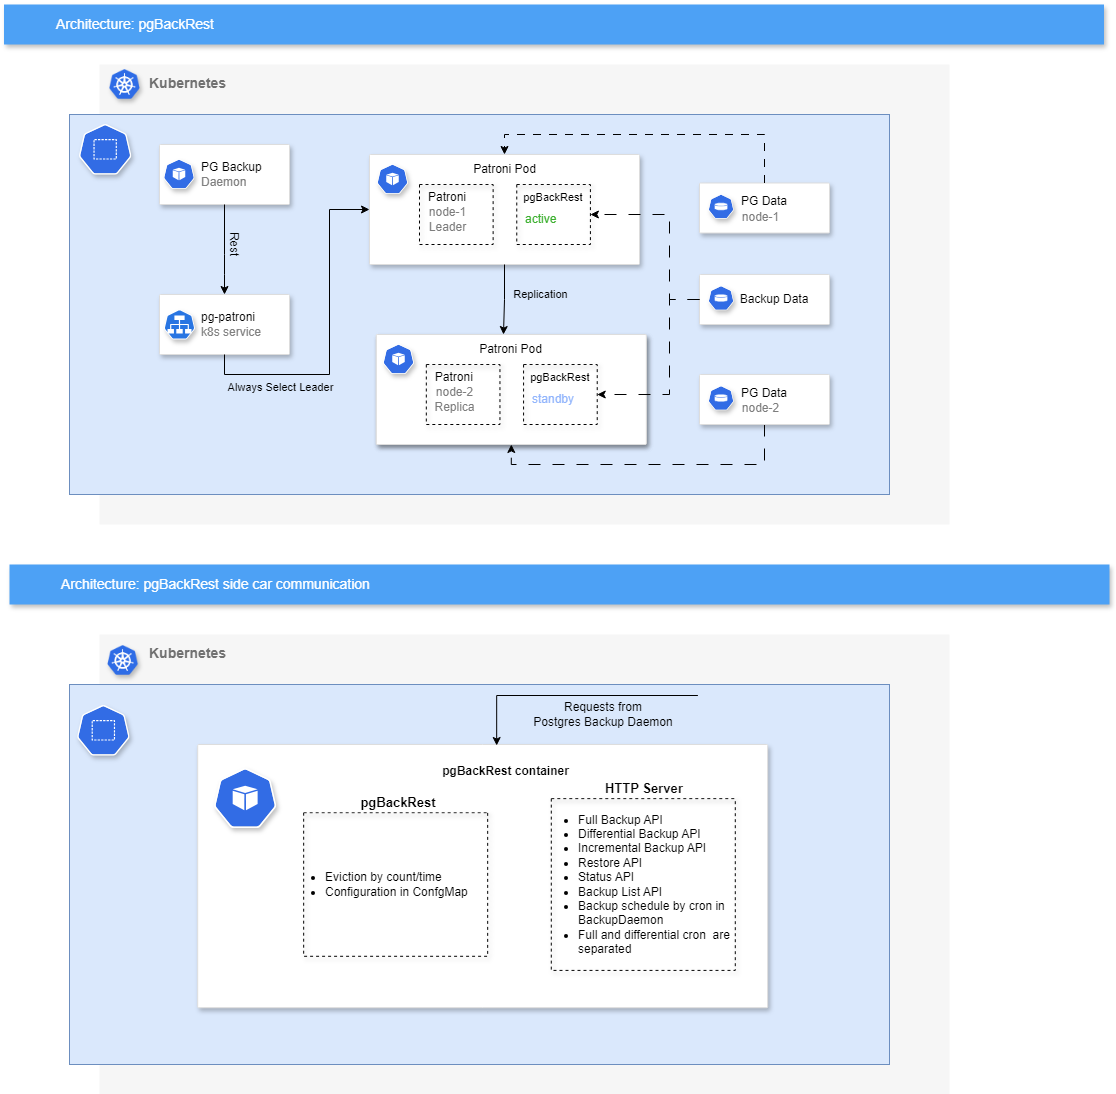 Architecture: pgBackRest
Kubernetes
PG Backup
Daemon
Rest
pg-patroni
k8s service
Always Select Leader
Patroni Pod
Patroni
node-1
Leader
pgBackRest
active
Replication
Patroni Pod
Patroni
node-2
Replica
pgBackRest
standby
PG Data
node-1
Backup Data
PG Data
node-2
Architecture: pgBackRest side car communication
Kubernetes
Requests from
Postgres Backup Daemon
pgBackRest container
pgBackRest
• Eviction by count/time
• Configuration in ConfgMap
HTTP Server
• Full Backup API
• Differential Backup API
• Incremental Backup API
• Restore API
• Status API
• Backup List API
• Backup schedule by cron in
BackupDaemon
• Full and differential cron are
separated